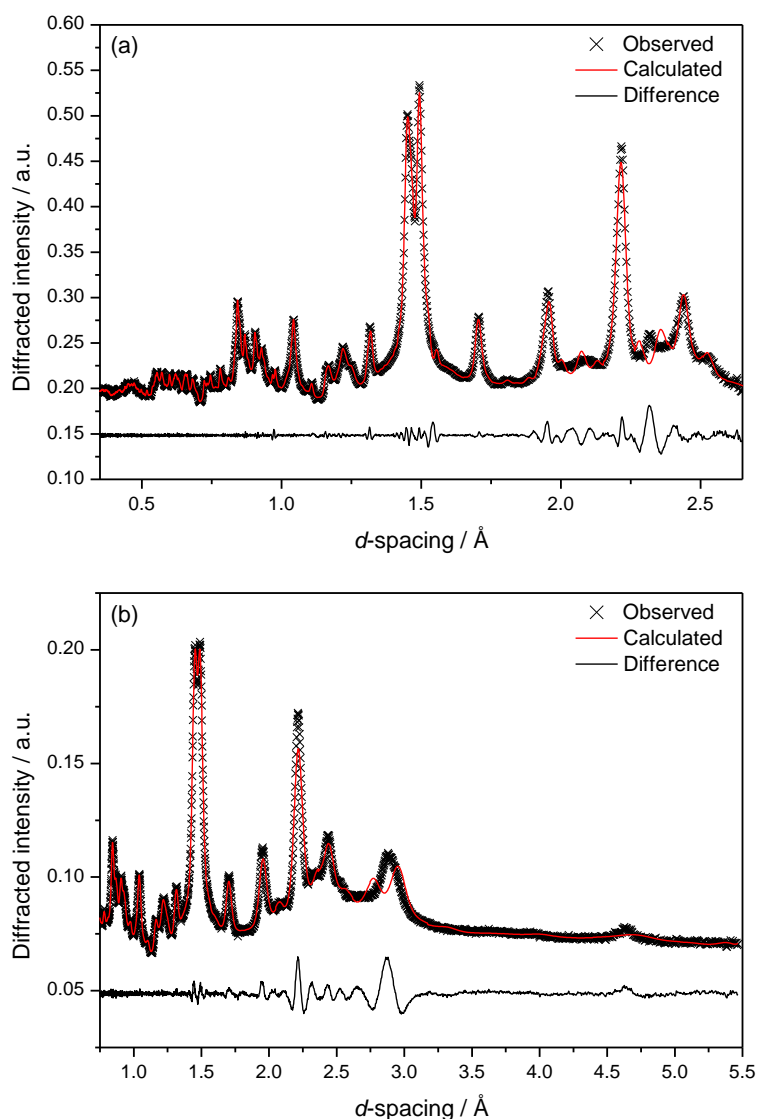 (a)
Observed
Calculated
Difference
Diffracted intensity / a.u.
0.60
0.55
0.50
0.45
0.40
0.35
0.30
0.25
0.20
0.15
0.10
0.5 1.0 1.5 2.0 2.5
d-spacing / Å
(b)
Observed
Calculated
Difference
Diffracted intensity / a.u.
0.20
0.15
0.10
0.05
1.0 1.5 2.0 2.5 3.0 3.5 4.0 4.5 5.0 5.5
d-spacing / Å